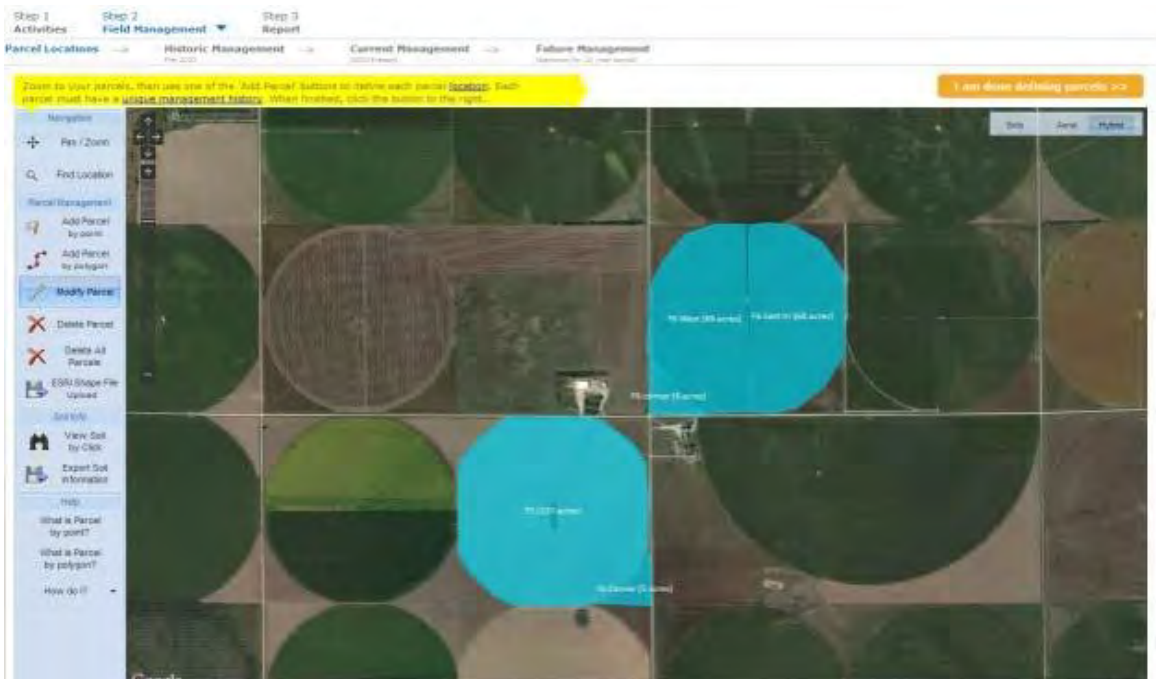 Step 1
Activities
Step 2
Field Management
Step 3
Report
Parcel Locations
Historic Management
Current Management
Future Management
Zoom to your parcels, then use one of the 'Add Parcel' buttons to define each parcel location. Each
parcel must have a unique management history. When finished, click the button to the right...
I am done defining parcels >>
Navigation
Pan / Zoom
Find Location
Parcel Management
Add Parcel
by point
Add Parcel
by polygon
Modify Parcel
Delete Parcel
Delete All
Parcels
ESRI Shape File
Upload
Soil Info
View Soil
by Click
Export Soil
Information
Help
What is Parcel
by point?
What is Parcel
by polygon?
How do I?
Aerial
Hybrid
acres]
Google